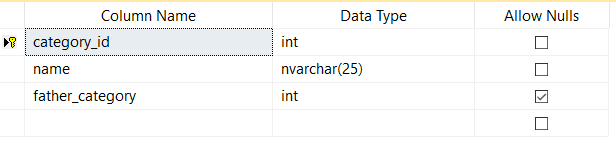 Column Name Data Type Allow Nulls
category_id int
name nvarchar(25)
father_category int